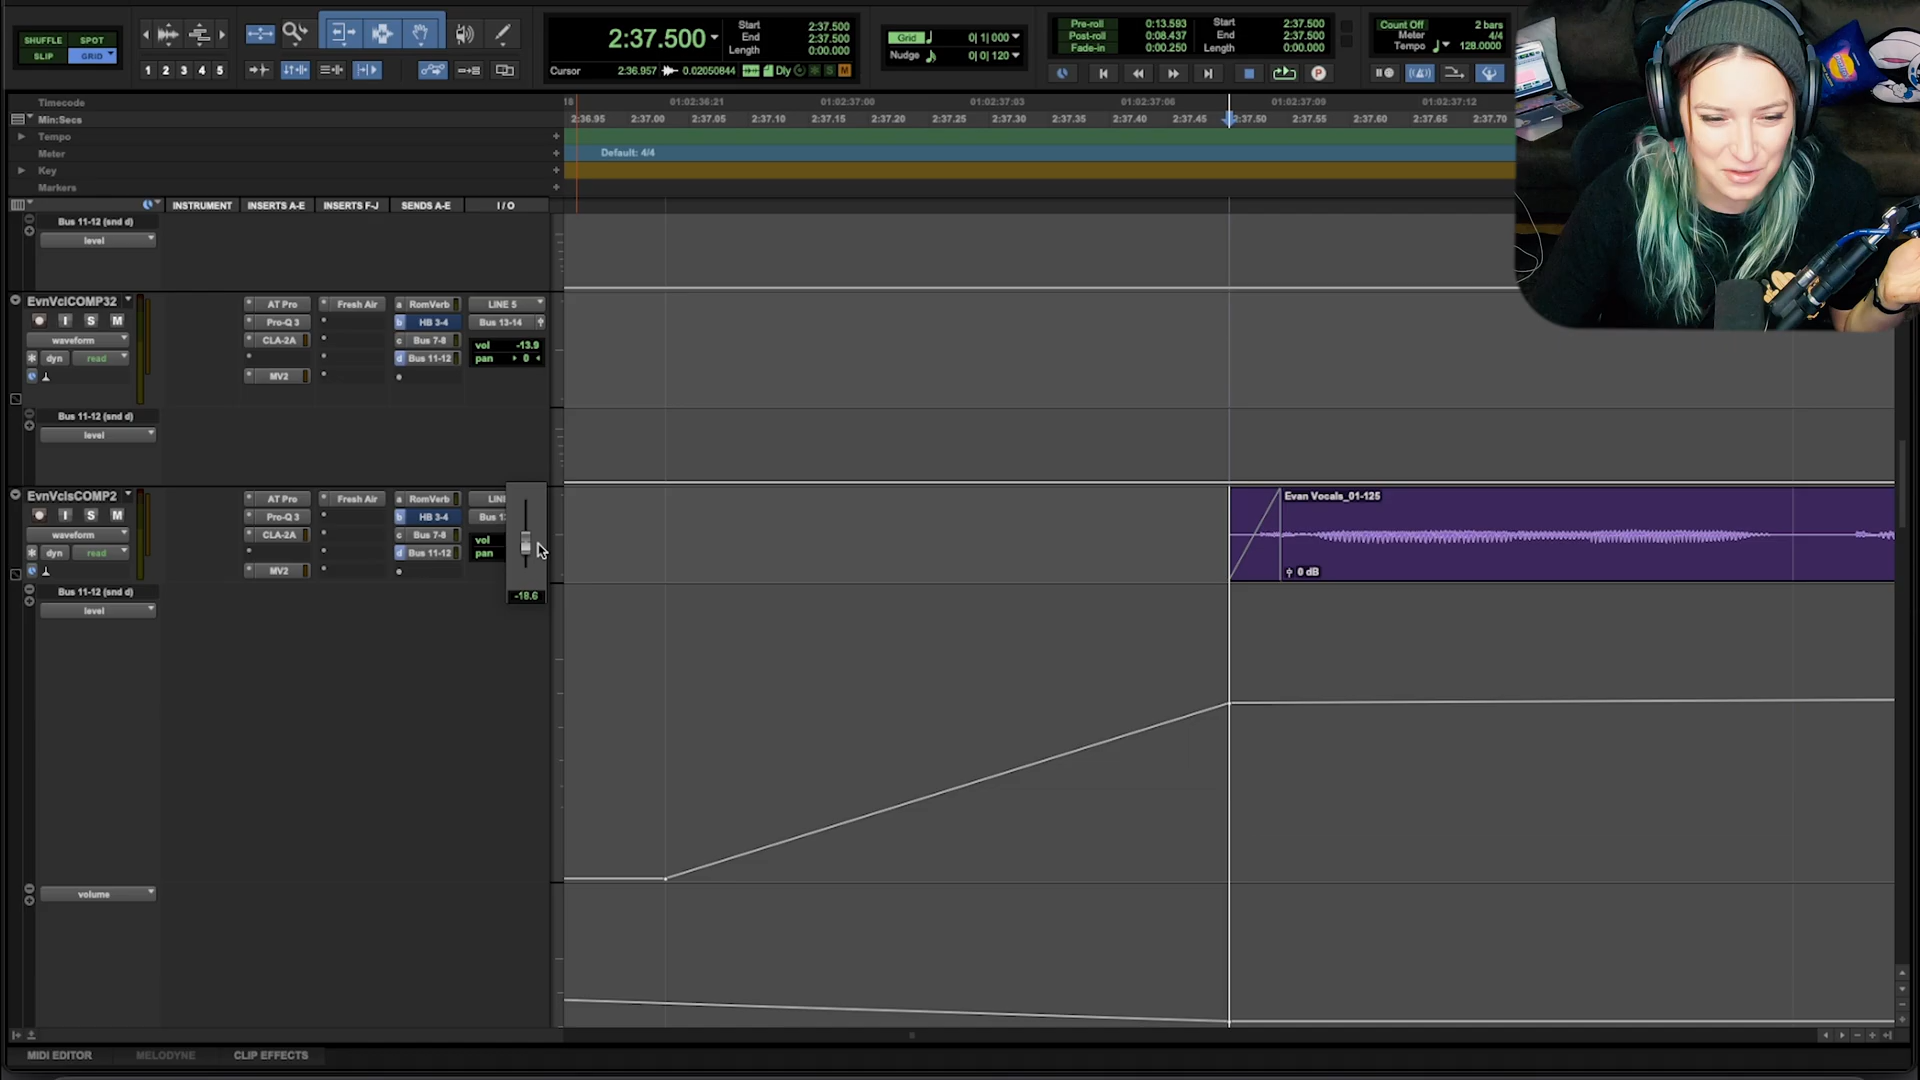 SHUFFLE SPOT
SLIP GRID
1 2 3 4 5
2:37.500
Start 2:37.500
End 2:37.500
Length 0:00.000
Cursor 2:36.957 0.02050844 Dly S M
Grid 0| 1| 000
Nudge 0| 0| 120
Pre-roll 0:13.593
Post-roll 0:08.437
Fade-in 0:00.250
Start 2:37.500
End 2:37.500
Length 0:00.000
P
Count Off 2 bars
Meter 4/4
Tempo 128.0000
Timecode 18 01:02:36:21 01:02:37:00 01:02:37:03 01:02:37:06 01:02:37:09 01:02:37:12
Min:Secs 2:36.95 2:37.00 2:37.05 2:37.10 2:37.15 2:37.20 2:37.25 2:37.30 2:37.35 2:37.40 2:37.45 2:37.50 2:37.55 2:37.60 2:37.65 2:37.70
Tempo
Meter Default: 4/4
Key
Markers
INSTRUMENT INSERTS A-E INSERTS F-J SENDS A-E I / O
Bus 11-12 (snd d)
level
EvnVclCOMP32 AT Pro Fresh Air a RomVerb LINE 5
I S M Pro-Q 3 b HB 3-4 Bus 13-14
waveform CLA-2A c Bus 7-8 vol -13.9
dyn read d Bus 11-12 pan 0
MV2
Bus 11-12 (snd d)
level
EvnVclsCOMP2 AT Pro Fresh Air a RomVerb LIN
I S M Pro-Q 3 b HB 3-4 Bus 1
waveform CLA-2A c Bus 7-8 vol
dyn read d Bus 11-12 pan
MV2
-18.6
Evan Vocals_01-125
0 dB
Bus 11-12 (snd d)
level
volume
MIDI EDITOR MELODYNE CLIP EFFECTS